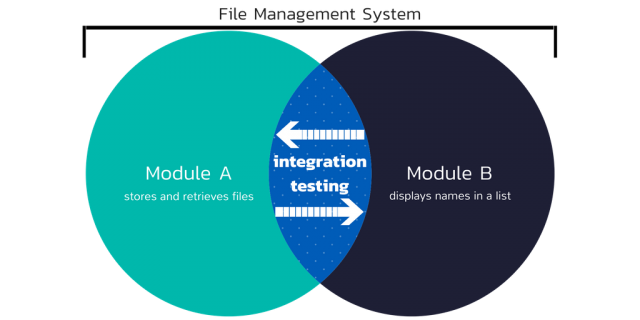 File Management System
Module A
stores and retrieves files
integration
testing
Module B
displays names in a list